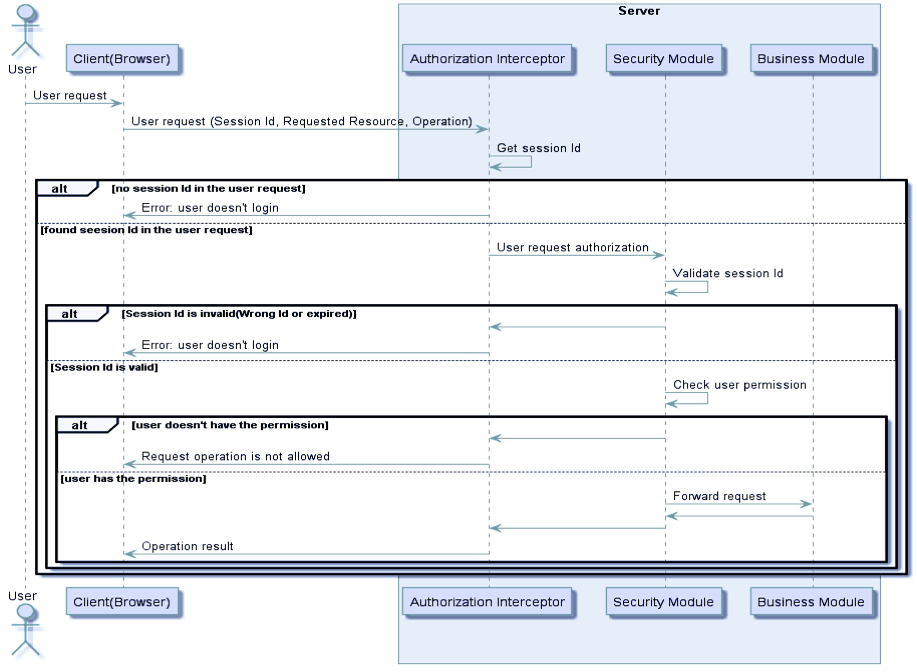 Server
User
Client(Browser)
Authorization Interceptor
Security Module
Business Module
User request
User request (Session Id, Requested Resource, Operation)
Get session Id
alt
[no session Id in the user request]
Error: user doesn't login
[found seesion Id in the user request]
User request authorization
Validate session Id
alt
[Session Id is invalid(Wrong Id or expired)]
Error: user doesn't login
[Session Id is valid]
Check user permission
alt
[user doesn't have the permission]
Request operation is not allowed
[user has the permission]
Forward request
Operation result
User
Client(Browser)
Authorization Interceptor
Security Module
Business Module